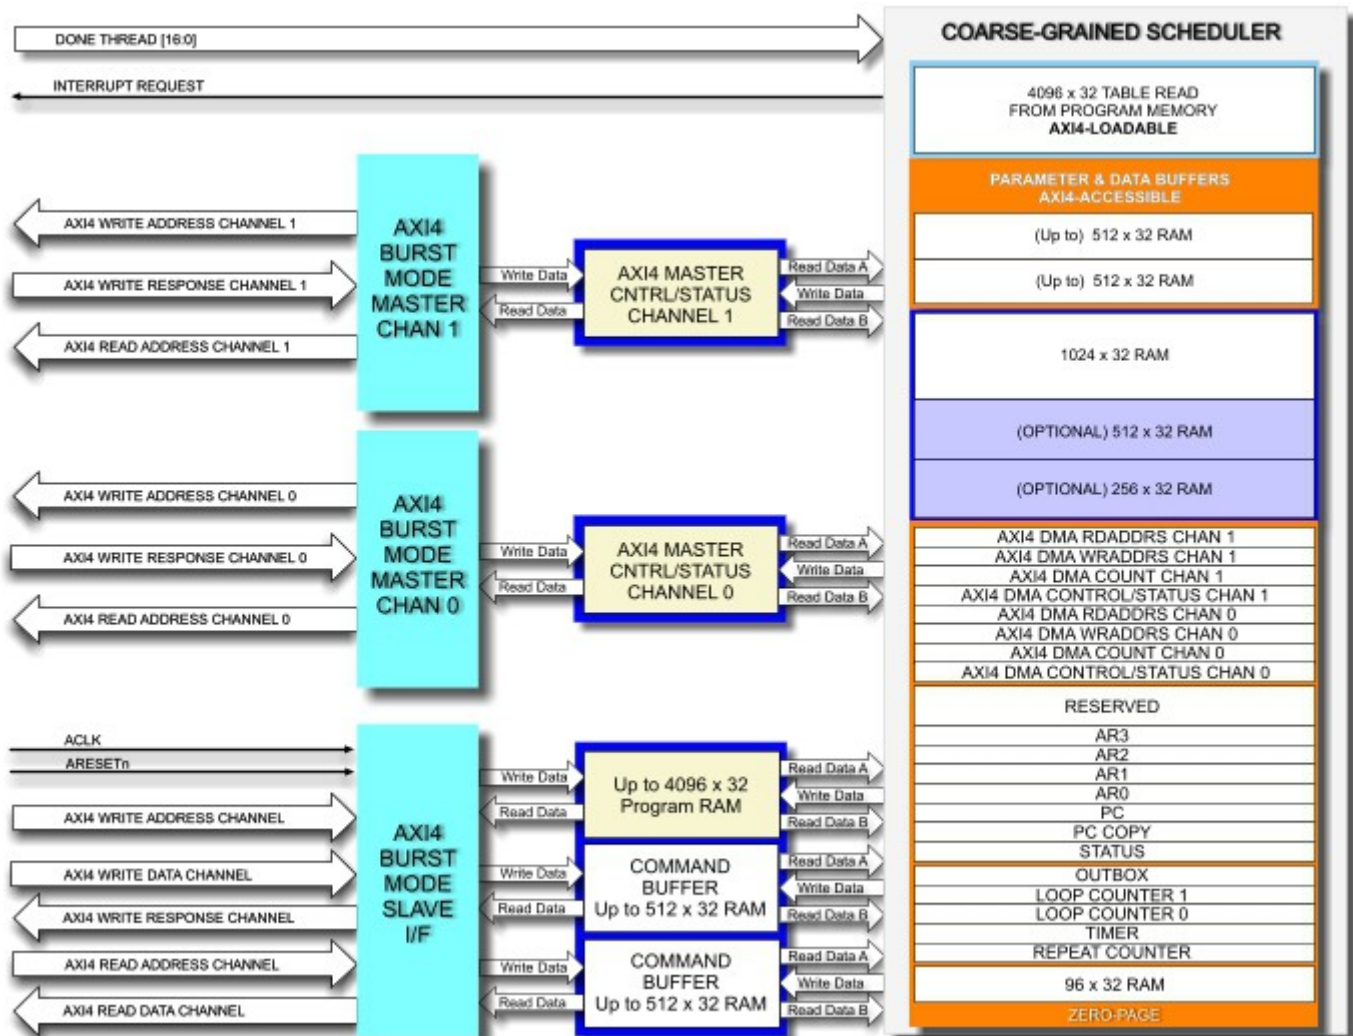 DONE THREAD [16:0]
INTERRUPT REQUEST
AXI4 WRITE ADDRESS CHANNEL 1
AXI4 WRITE RESPONSE CHANNEL 1
AXI4 READ ADDRESS CHANNEL 1
AXI4
BURST
MODE
MASTER
CHAN 1
Write Data
Read Data
AXI4 MASTER
CNTRL/STATUS
CHANNEL 1
Read Data A
Write Data
Read Data B
AXI4 WRITE ADDRESS CHANNEL 0
AXI4 WRITE RESPONSE CHANNEL 0
AXI4 READ ADDRESS CHANNEL 0
AXI4
BURST
MODE
MASTER
CHAN 0
Write Data
Read Data
AXI4 MASTER
CNTRL/STATUS
CHANNEL 0
Read Data A
Write Data
Read Data B
ACLK
ARESETn
AXI4 WRITE ADDRESS CHANNEL
AXI4 WRITE DATA CHANNEL
AXI4 WRITE RESPONSE CHANNEL
AXI4 READ ADDRESS CHANNEL
AXI4 READ DATA CHANNEL
AXI4
BURST
MODE
SLAVE
I/F
Write Data
Read Data
Write Data
Read Data
Write Data
Read Data
Up to 4096 x 32
Program RAM
COMMAND
BUFFER
Up to 512 x 32 RAM
COMMAND
BUFFER
Up to 512 x 32 RAM
Read Data A
Write Data
Read Data B
Read Data A
Write Data
Read Data B
Read Data A
Write Data
Read Data B
COARSE-GRAINED SCHEDULER
4096 x 32 TABLE READ
FROM PROGRAM MEMORY
AXI4-LOADABLE
PARAMETER & DATA BUFFERS
AXI4-ACCESSIBLE
(Up to) 512 x 32 RAM
(Up to) 512 x 32 RAM
1024 x 32 RAM
(OPTIONAL) 512 x 32 RAM
(OPTIONAL) 256 x 32 RAM
AXI4 DMA RDADDRS CHAN 1
AXI4 DMA WRADDRS CHAN 1
AXI4 DMA COUNT CHAN 1
AXI4 DMA CONTROL/STATUS CHAN 1
AXI4 DMA RDADDRS CHAN 0
AXI4 DMA WRADDRS CHAN 0
AXI4 DMA COUNT CHAN 0
AXI4 DMA CONTROL/STATUS CHAN 0
RESERVED
AR3
AR2
AR1
AR0
PC
PC COPY
STATUS
OUTBOX
LOOP COUNTER 1
LOOP COUNTER 0
TIMER
REPEAT COUNTER
96 x 32 RAM
ZERO-PAGE